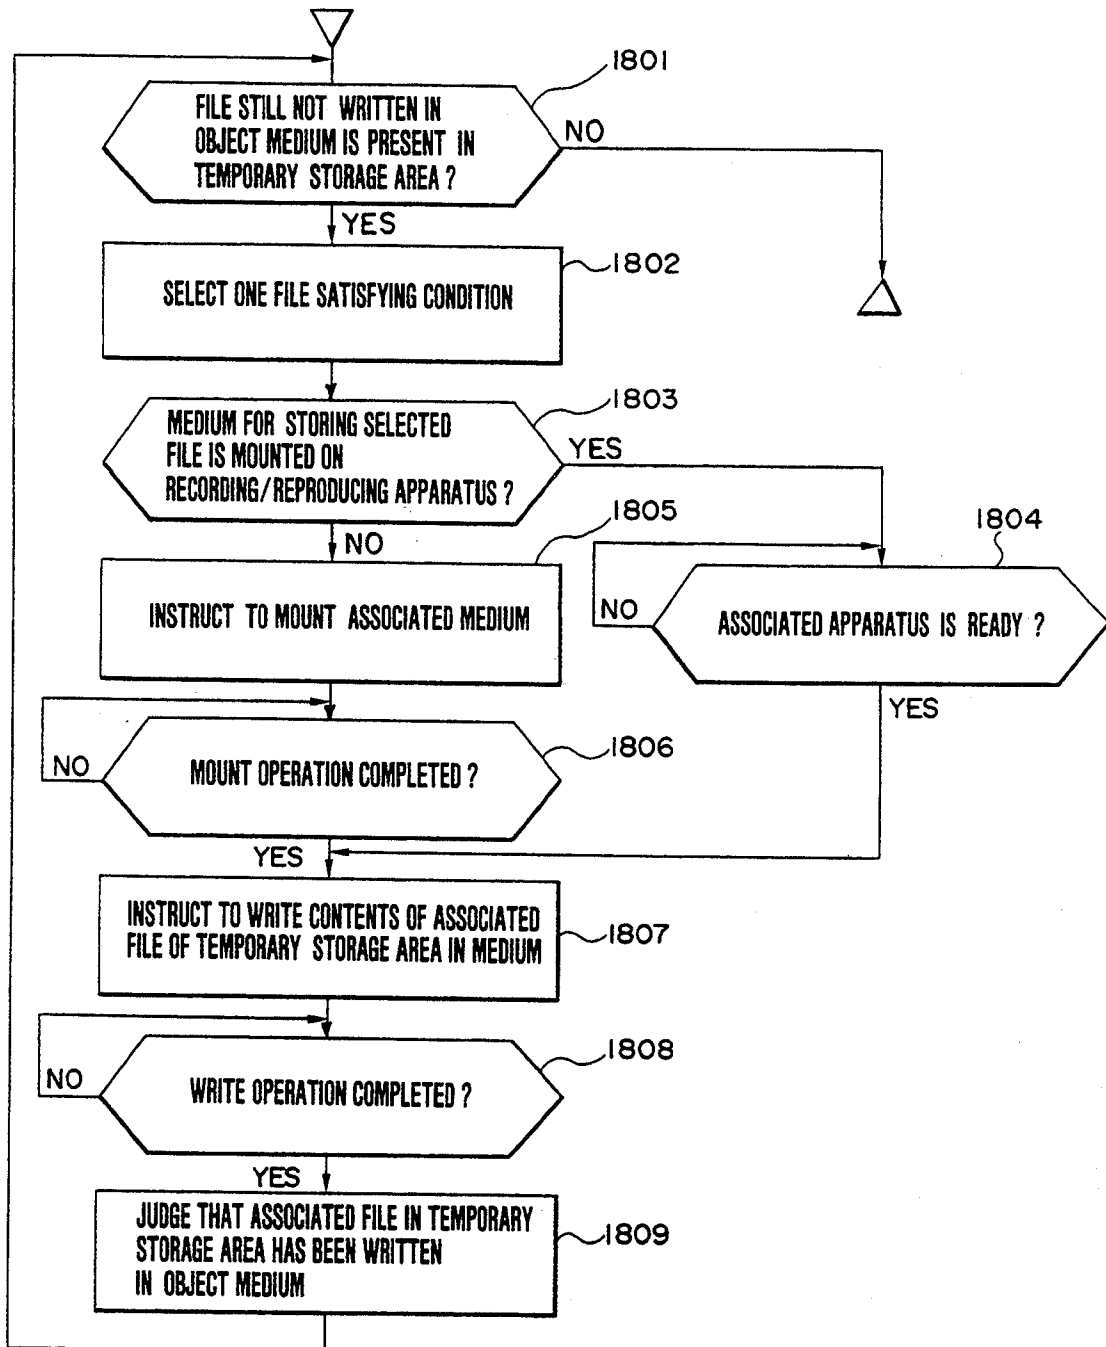 1801
FILE STILL NOT WRITTEN IN
OBJECT MEDIUM IS PRESENT IN
TEMPORARY STORAGE AREA ?
NO
YES
1802
SELECT ONE FILE SATISFYING CONDITION
1803
MEDIUM FOR STORING SELECTED
FILE IS MOUNTED ON
RECORDING/REPRODUCING APPARATUS ?
YES
NO
1805
INSTRUCT TO MOUNT ASSOCIATED MEDIUM
1804
NO
ASSOCIATED APPARATUS IS READY ?
YES
1806
NO
MOUNT OPERATION COMPLETED ?
YES
INSTRUCT TO WRITE CONTENTS OF ASSOCIATED
FILE OF TEMPORARY STORAGE AREA IN MEDIUM
1807
1808
NO
WRITE OPERATION COMPLETED ?
YES
JUDGE THAT ASSOCIATED FILE IN TEMPORARY
STORAGE AREA HAS BEEN WRITTEN
IN OBJECT MEDIUM
1809